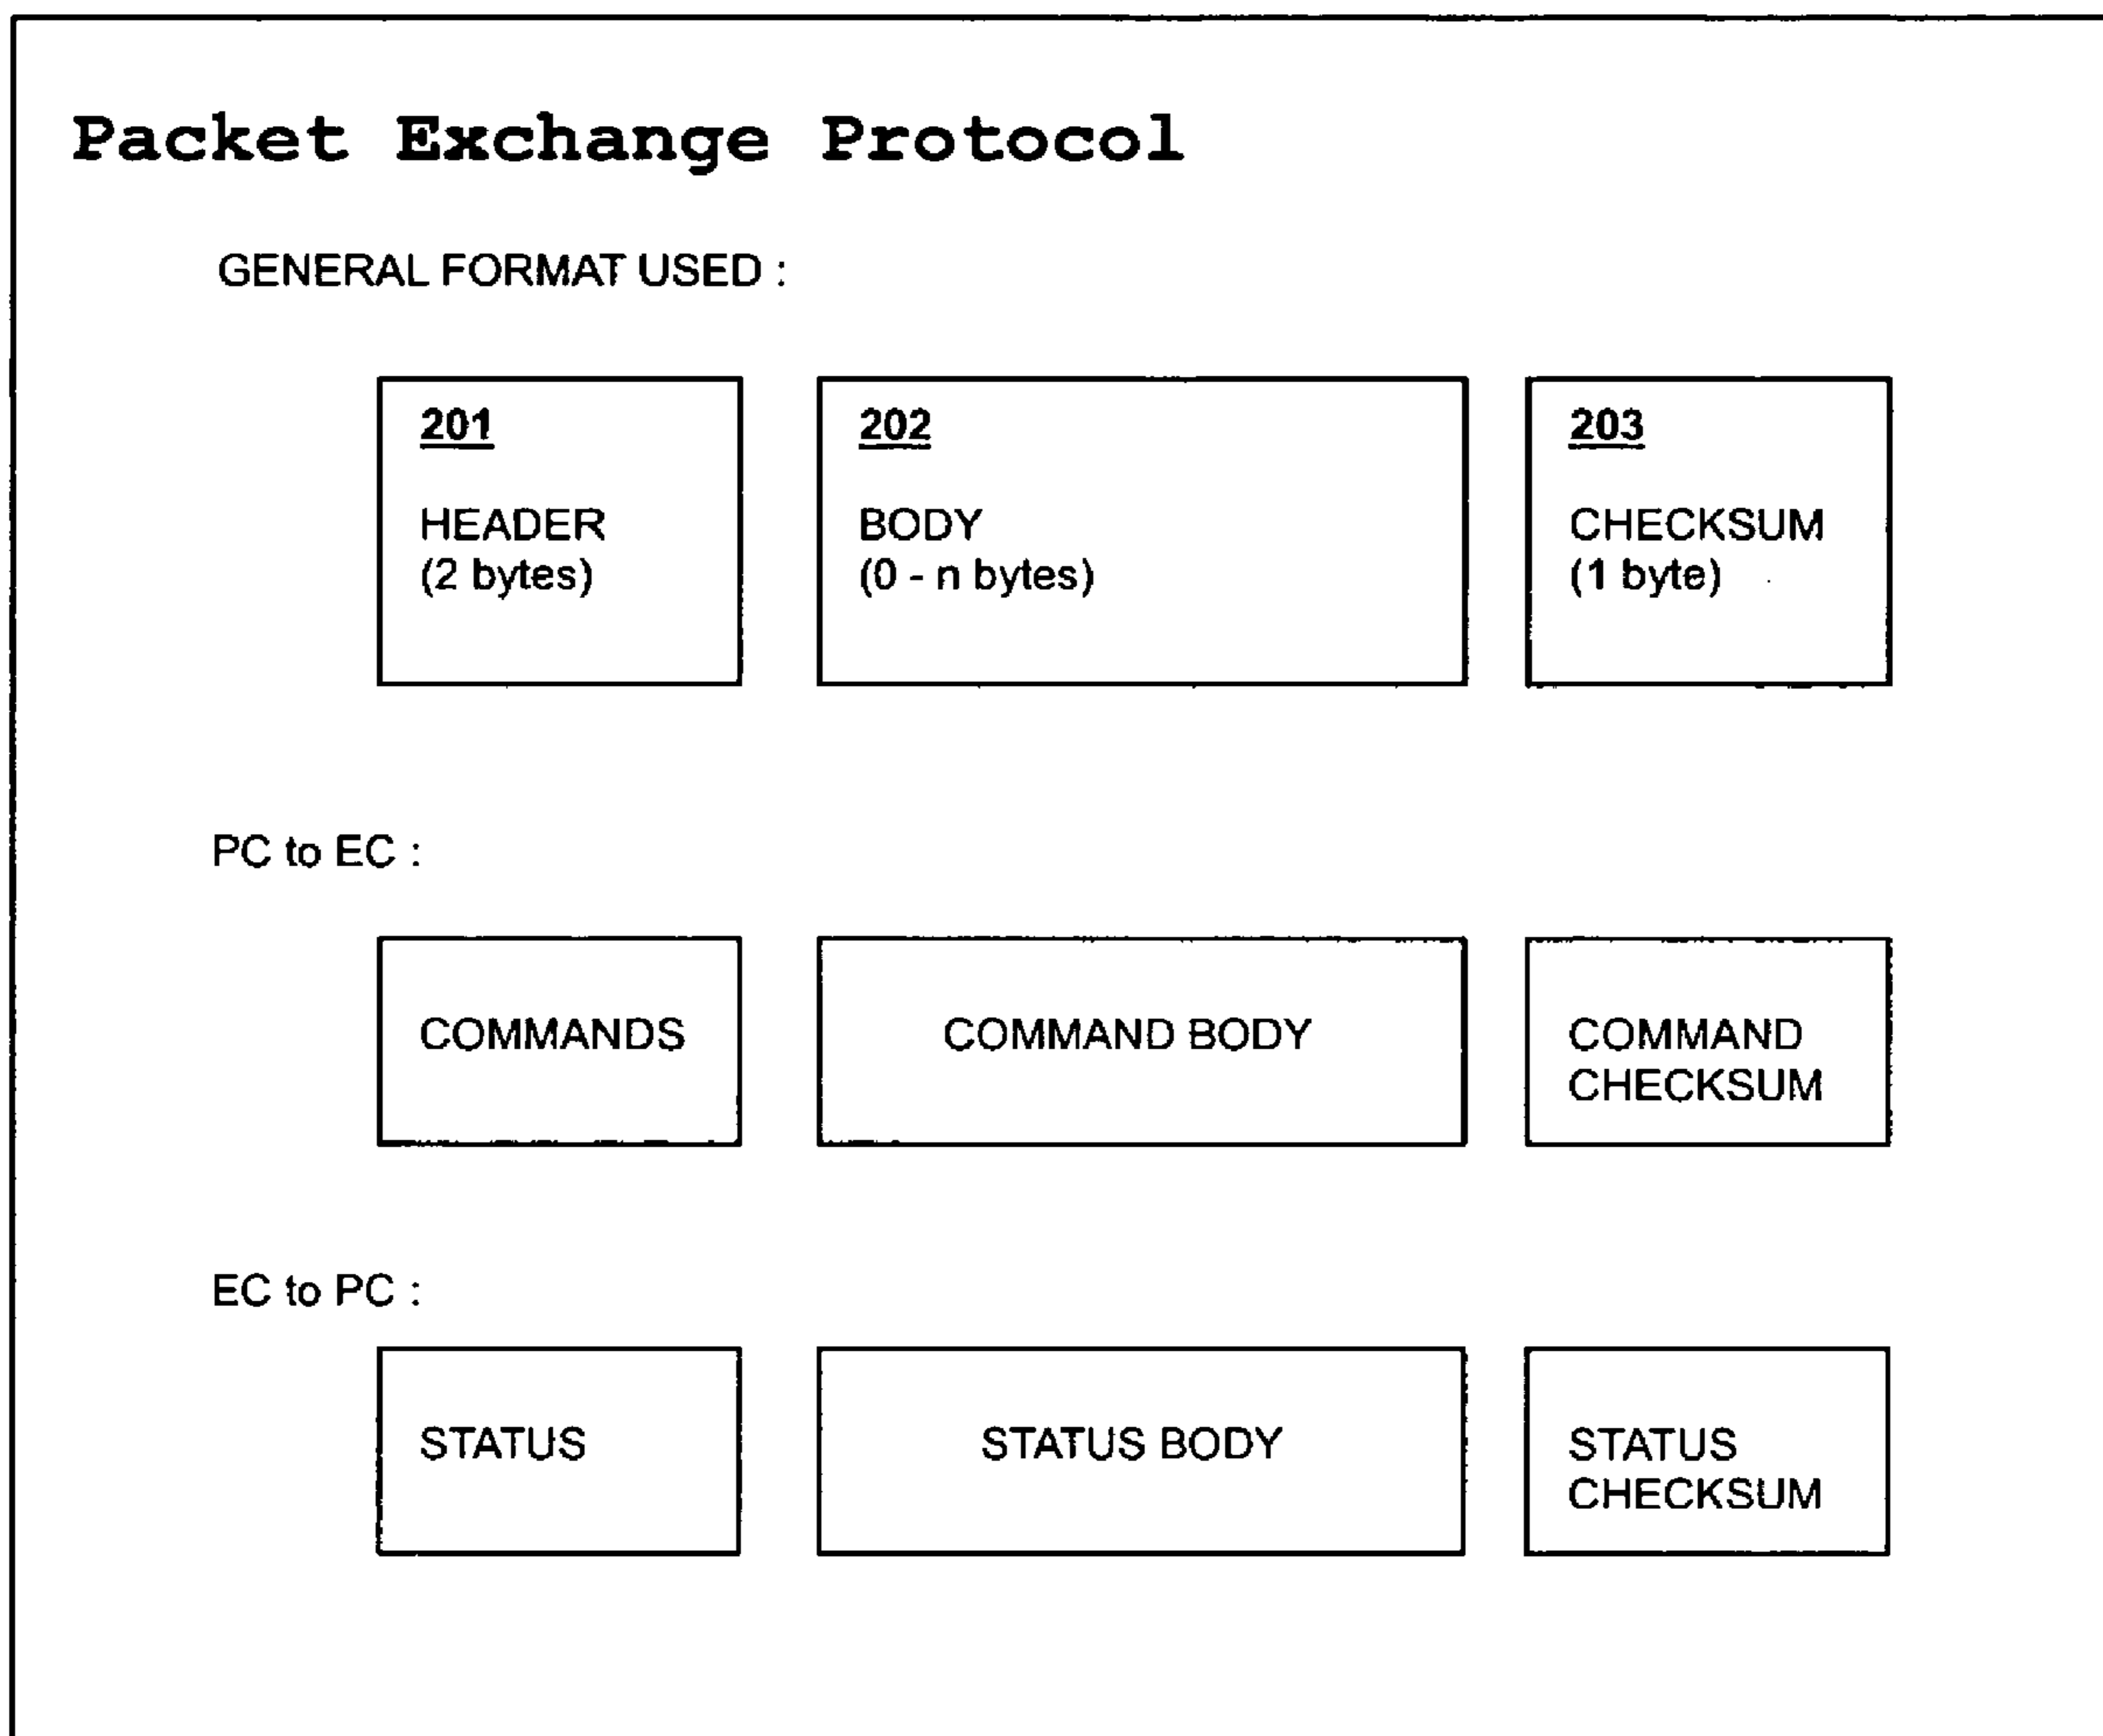 Packet Exchange Protocol
GENERAL FORMAT USED :
201
HEADER
(2 bytes)
202
BODY
(0 - n bytes)
203
CHECKSUM
(1 byte)
PC to EC :
COMMANDS
COMMAND BODY
COMMAND
CHECKSUM
EC to PC :
STATUS
STATUS BODY
STATUS
CHECKSUM